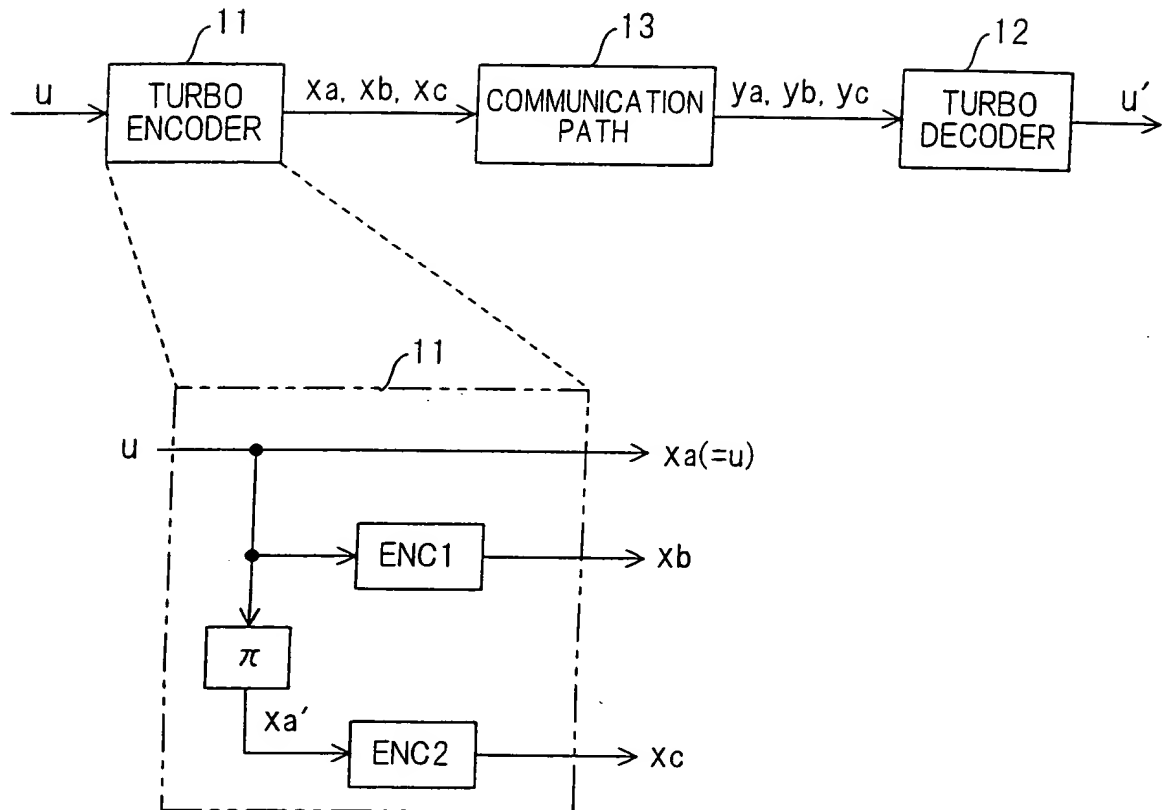 11
13
12
u
TURBO
ENCODER
xa, xb, xc
COMMUNICATION
PATH
ya, yb, yc
TURBO
DECODER
u′
11
u
xa(=u)
ENC1
xb
π
xa′
ENC2
xc